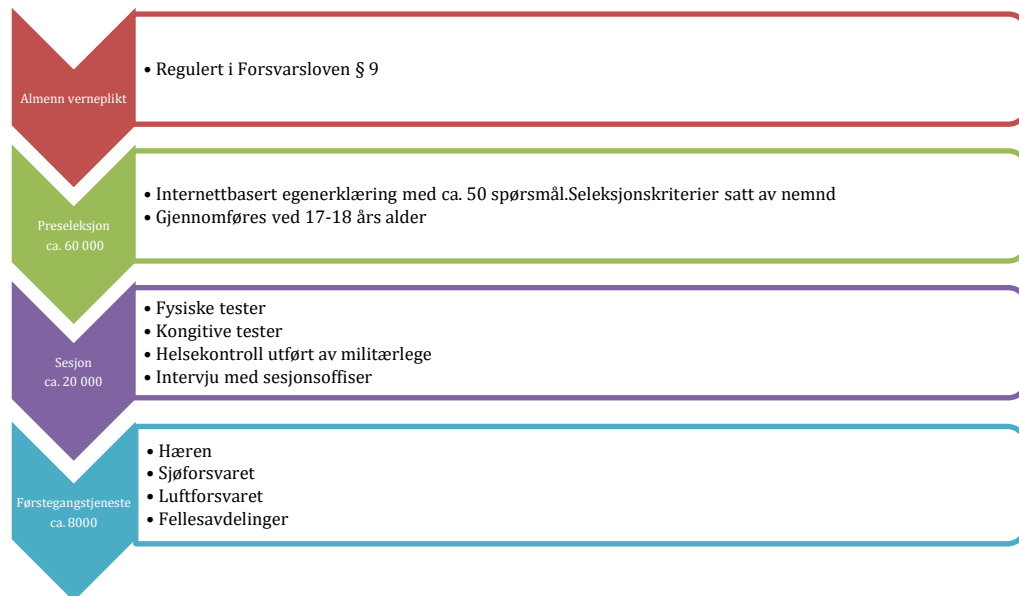 Almenn verneplikt
• Regulert i Forsvarsloven § 9
Preseleksjon
ca. 60 000
• Internettbasert egenerklæring med ca. 50 spørsmål.Seleksjonskriterier satt av nemnd
• Gjennomføres ved 17-18 års alder
Sesjon
ca. 20 000
• Fysiske tester
• Kongitive tester
• Helsekontroll utført av militærlege
• Intervju med sesjonsoffiser
Førstegangstjeneste
ca. 8000
• Hæren
• Sjøforsvaret
• Luftforsvaret
• Fellesavdelinger